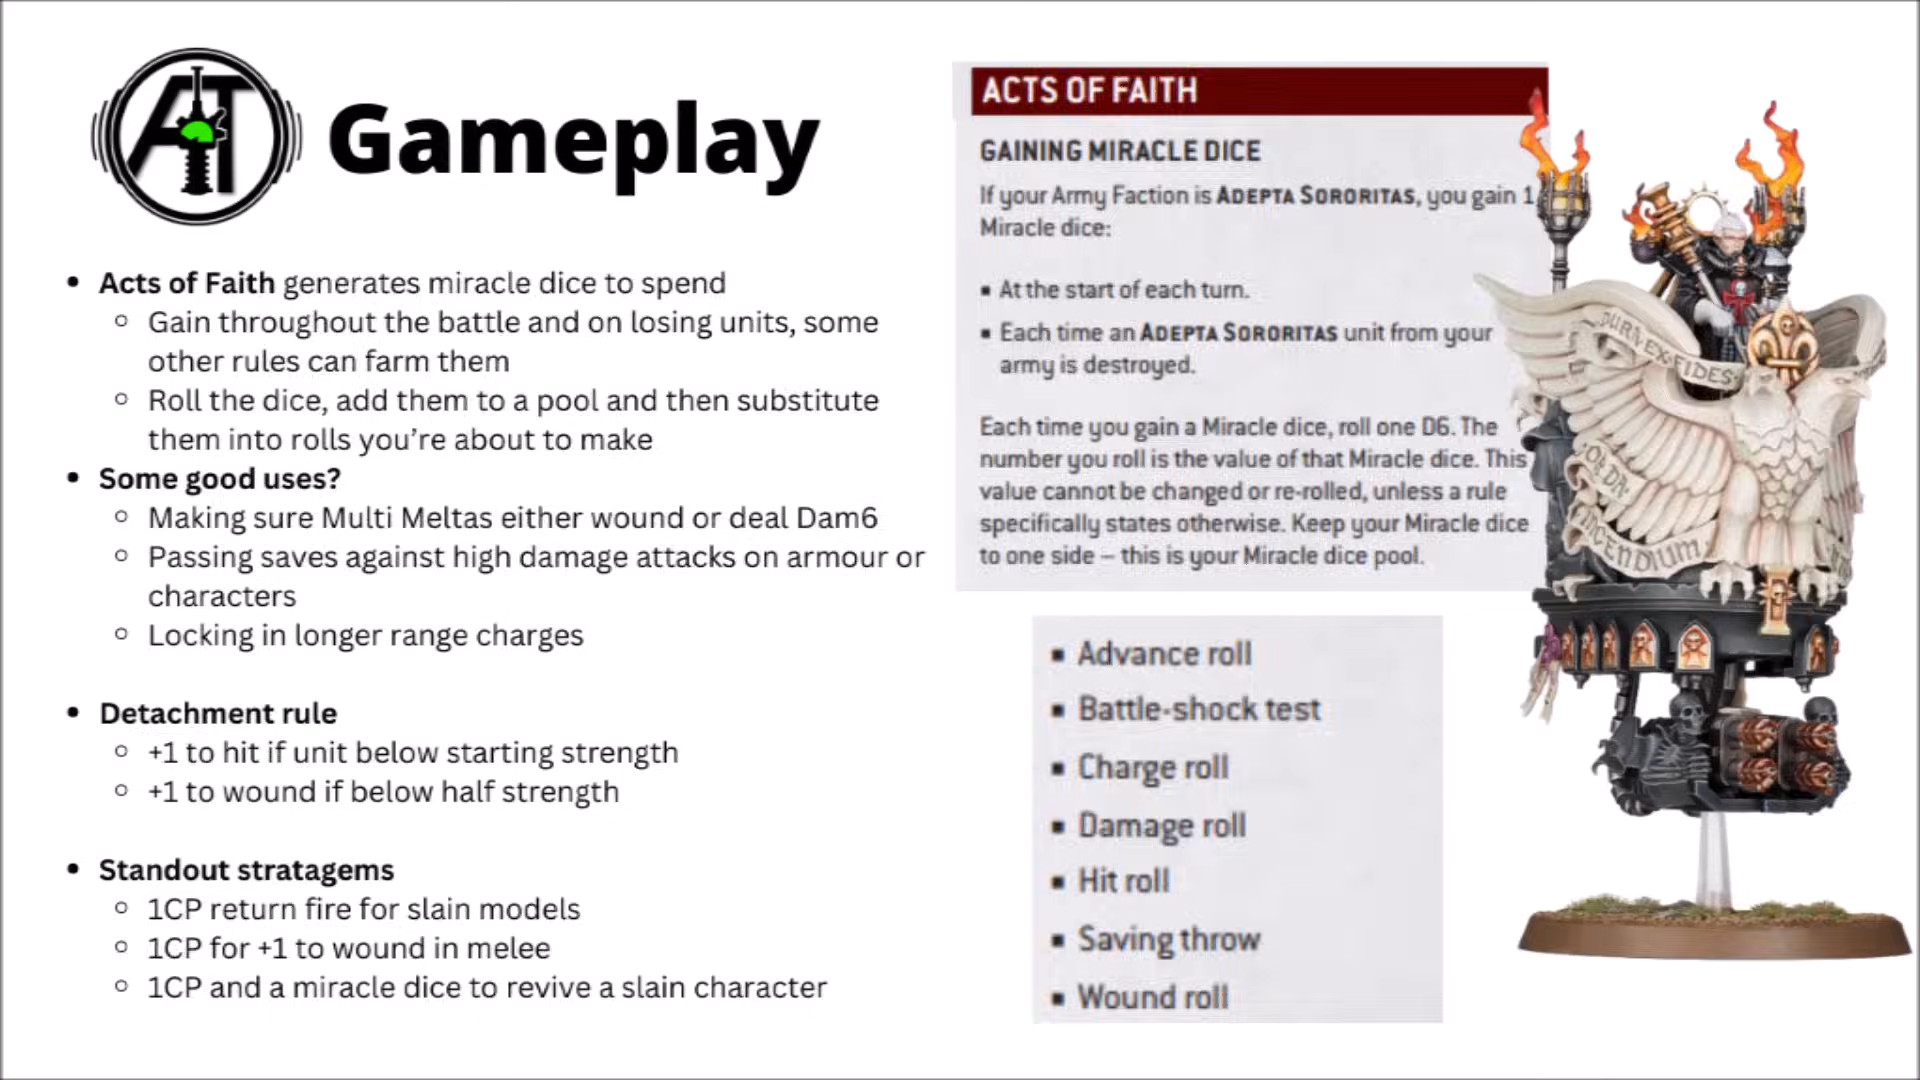 AT
Gameplay
• Acts of Faith generates miracle dice to spend
○ Gain throughout the battle and on losing units, some
other rules can farm them
○ Roll the dice, add them to a pool and then substitute
them into rolls you’re about to make
• Some good uses?
○ Making sure Multi Meltas either wound or deal Dam6
○ Passing saves against high damage attacks on armour or
characters
○ Locking in longer range charges
• Detachment rule
○ +1 to hit if unit below starting strength
○ +1 to wound if below half strength
• Standout stratagems
○ 1CP return fire for slain models
○ 1CP for +1 to wound in melee
○ 1CP and a miracle dice to revive a slain character
ACTS OF FAITH
GAINING MIRACLE DICE
If your Army Faction is ADEPTA SORORITAS, you gain 1
Miracle dice:
▪ At the start of each turn.
▪ Each time an ADEPTA SORORITAS unit from your
army is destroyed.
Each time you gain a Miracle dice, roll one D6. The
number you roll is the value of that Miracle dice. This
value cannot be changed or re-rolled, unless a rule
specifically states otherwise. Keep your Miracle dice
to one side – this is your Miracle dice pool.
▪ Advance roll
▪ Battle-shock test
▪ Charge roll
▪ Damage roll
▪ Hit roll
▪ Saving throw
▪ Wound roll
DURA·EX·FIDES